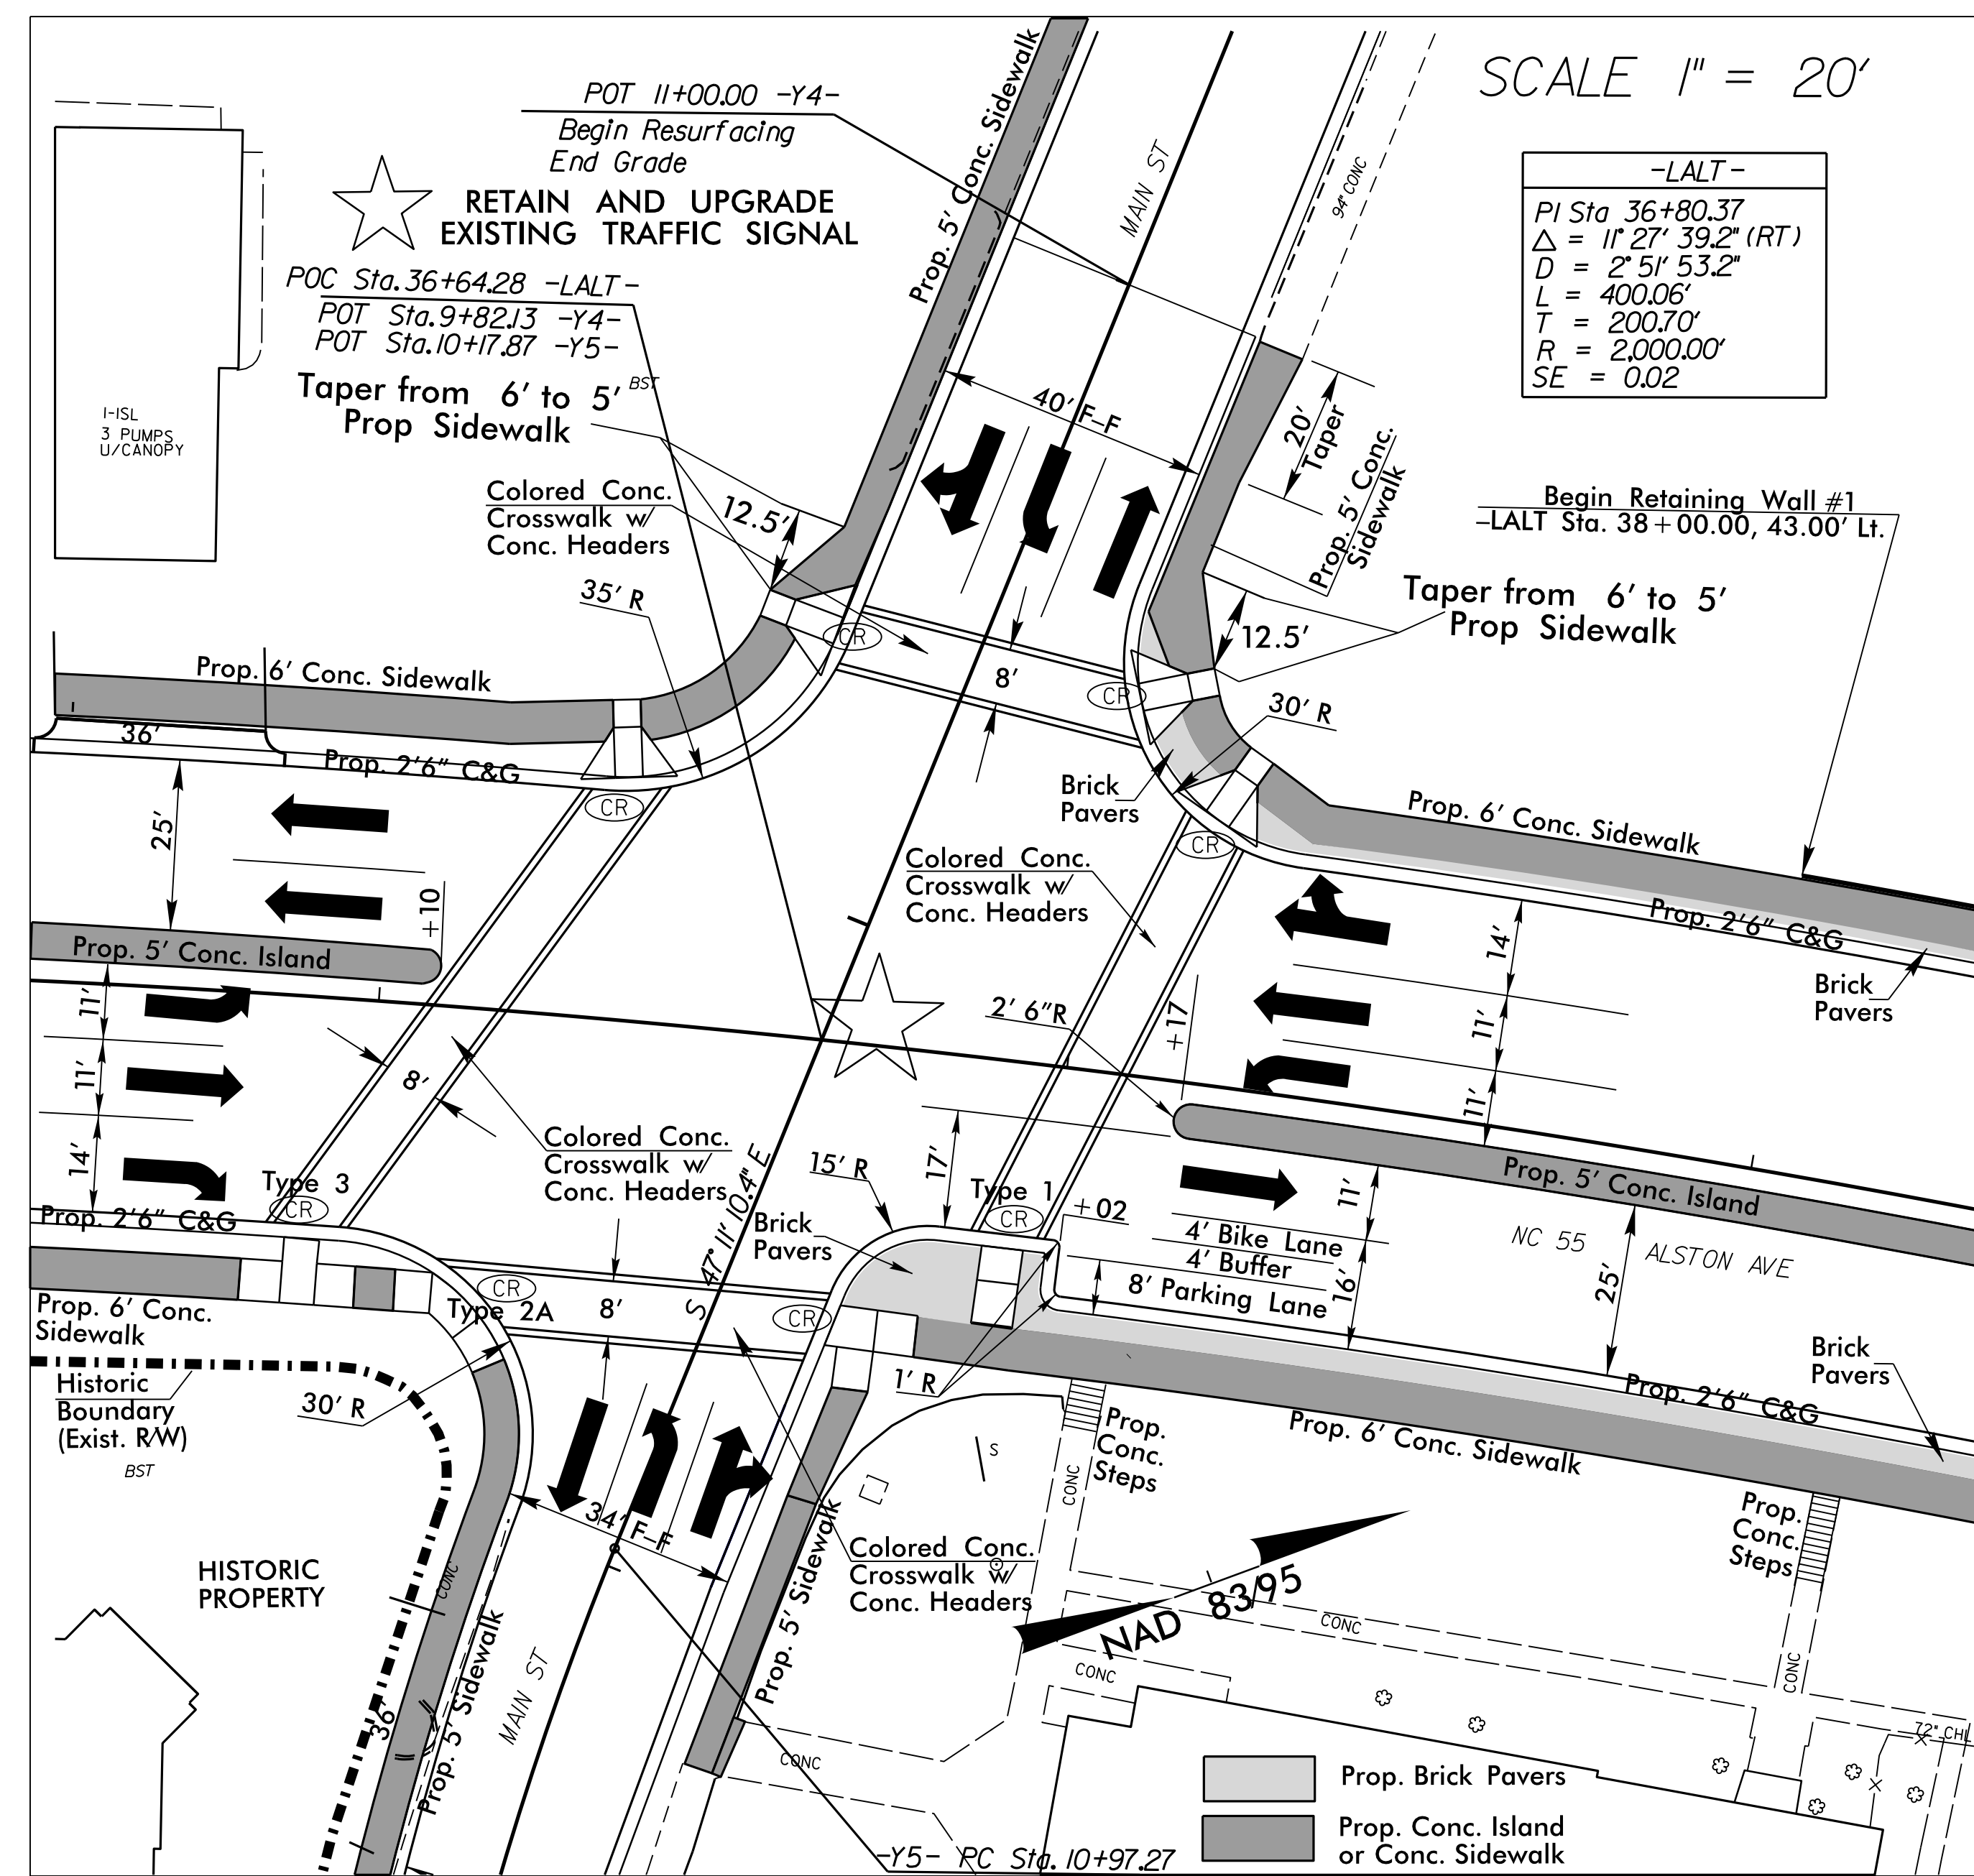 SCALE 1" = 20'
POT 11+00.00 -Y4-
Begin Resurfacing
End Grade
RETAIN AND UPGRADE
EXISTING TRAFFIC SIGNAL
POC Sta.36+64.28 -LALT-
POT Sta.9+82.13 -Y4-
POT Sta.10+17.87 -Y5-
Taper from 6' to 5'
Prop Sidewalk
BST
1-ISL
3 PUMPS
U/CANOPY
Prop. 5' Conc. Sidewalk
MAIN ST
94" CONC
-LALT-
PI Sta 36+80.37
△ = 11° 27' 39.2" (RT)
D = 2° 51' 53.2"
L = 400.06'
T = 200.70'
R = 2,000.00'
SE = 0.02
40' F-F
20'
Taper
Prop. 5' Conc.
Sidewalk
Colored Conc.
Crosswalk w/
Conc. Headers
12.5'
35' R
CR
Begin Retaining Wall #1
-LALT Sta. 38+00.00, 43.00' Lt.
Taper from 6' to 5'
Prop Sidewalk
12.5'
8'
CR
30' R
Prop. 6' Conc. Sidewalk
36'
Prop. 2'6" C&G
CR
Brick
Pavers
CR
Prop. 6' Conc. Sidewalk
25'
Colored Conc.
Crosswalk w/
Conc. Headers
+10
Prop. 5' Conc. Island
14'
Prop. 2'6" C&G
Brick
Pavers
11'
11'
14'
8'
2' 6"R
+17
11'
11'
Colored Conc.
Crosswalk w/
Conc. Headers
Type 3
CR
Prop. 2'6" C&G
15' R
17'
Type 1
CR
+02
Prop. 5' Conc. Island
11'
4' Bike Lane
4' Buffer
8' Parking Lane
16'
25'
NC 55
ALSTON AVE
Brick
Pavers
S 47° 11' 10.4" E
CR
Type 2A
8'
CR
Prop. 6' Conc.
Sidewalk
Historic
Boundary
(Exist. R/W)
BST
30' R
1' R
Brick
Pavers
Prop. 2'6" C&G
Prop. 6' Conc. Sidewalk
Prop.
Conc.
Steps
CONC
S
34' F-F
Prop. 5' Sidewalk
Colored Conc.
Crosswalk w/
Conc. Headers
Prop.
Conc.
Steps
HISTORIC
PROPERTY
CONC
36'
Prop. 5' Sidewalk
MAIN ST
NAD 83/95
CONC
CONC
CONC
CONC
72" CHL
Prop. Brick Pavers
Prop. Conc. Island
or Conc. Sidewalk
-Y5- PC Sta. 10+97.27